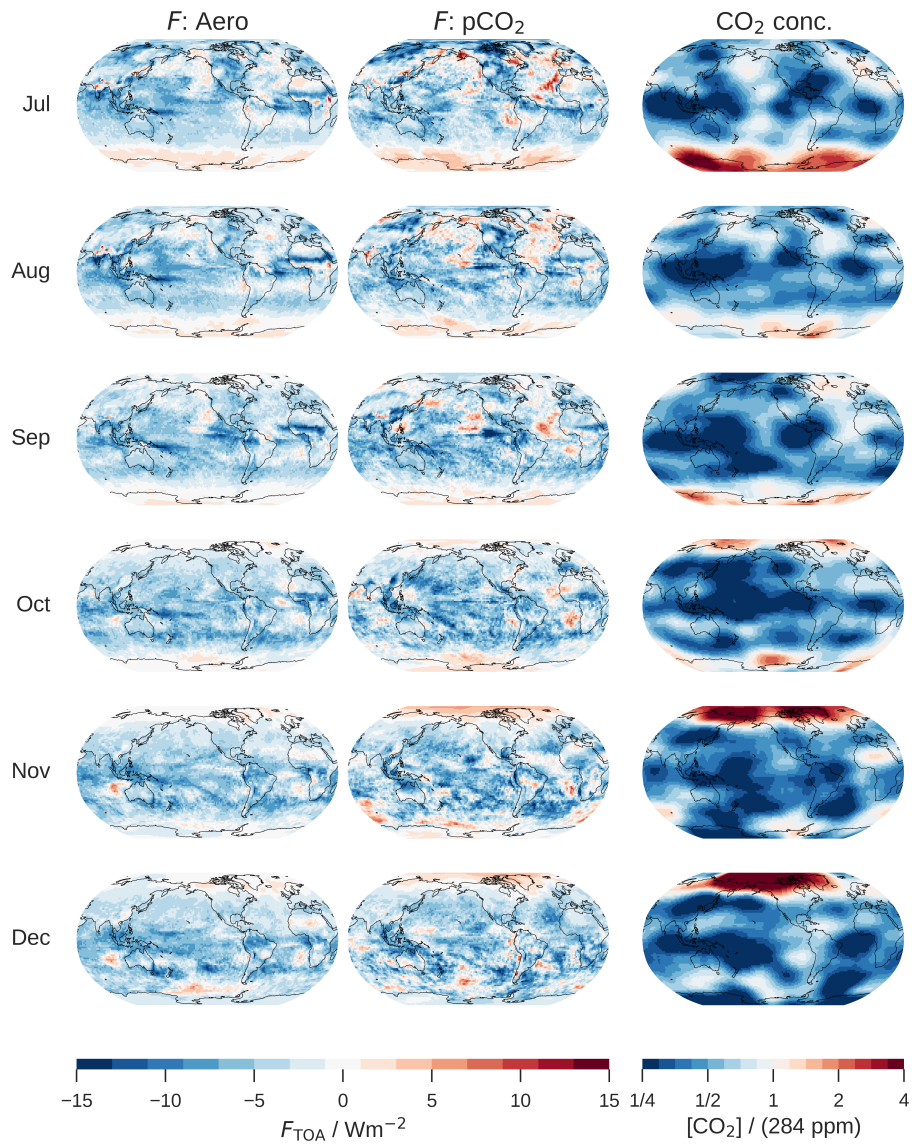 F: Aero F: pCO₂ CO₂ conc.
Jul
Aug
Sep
Oct
Nov
Dec
−15 −10 −5 0 5 10 15 1/4 1/2 1 2 4
F_TOA / Wm⁻² [CO₂] / (284 ppm)